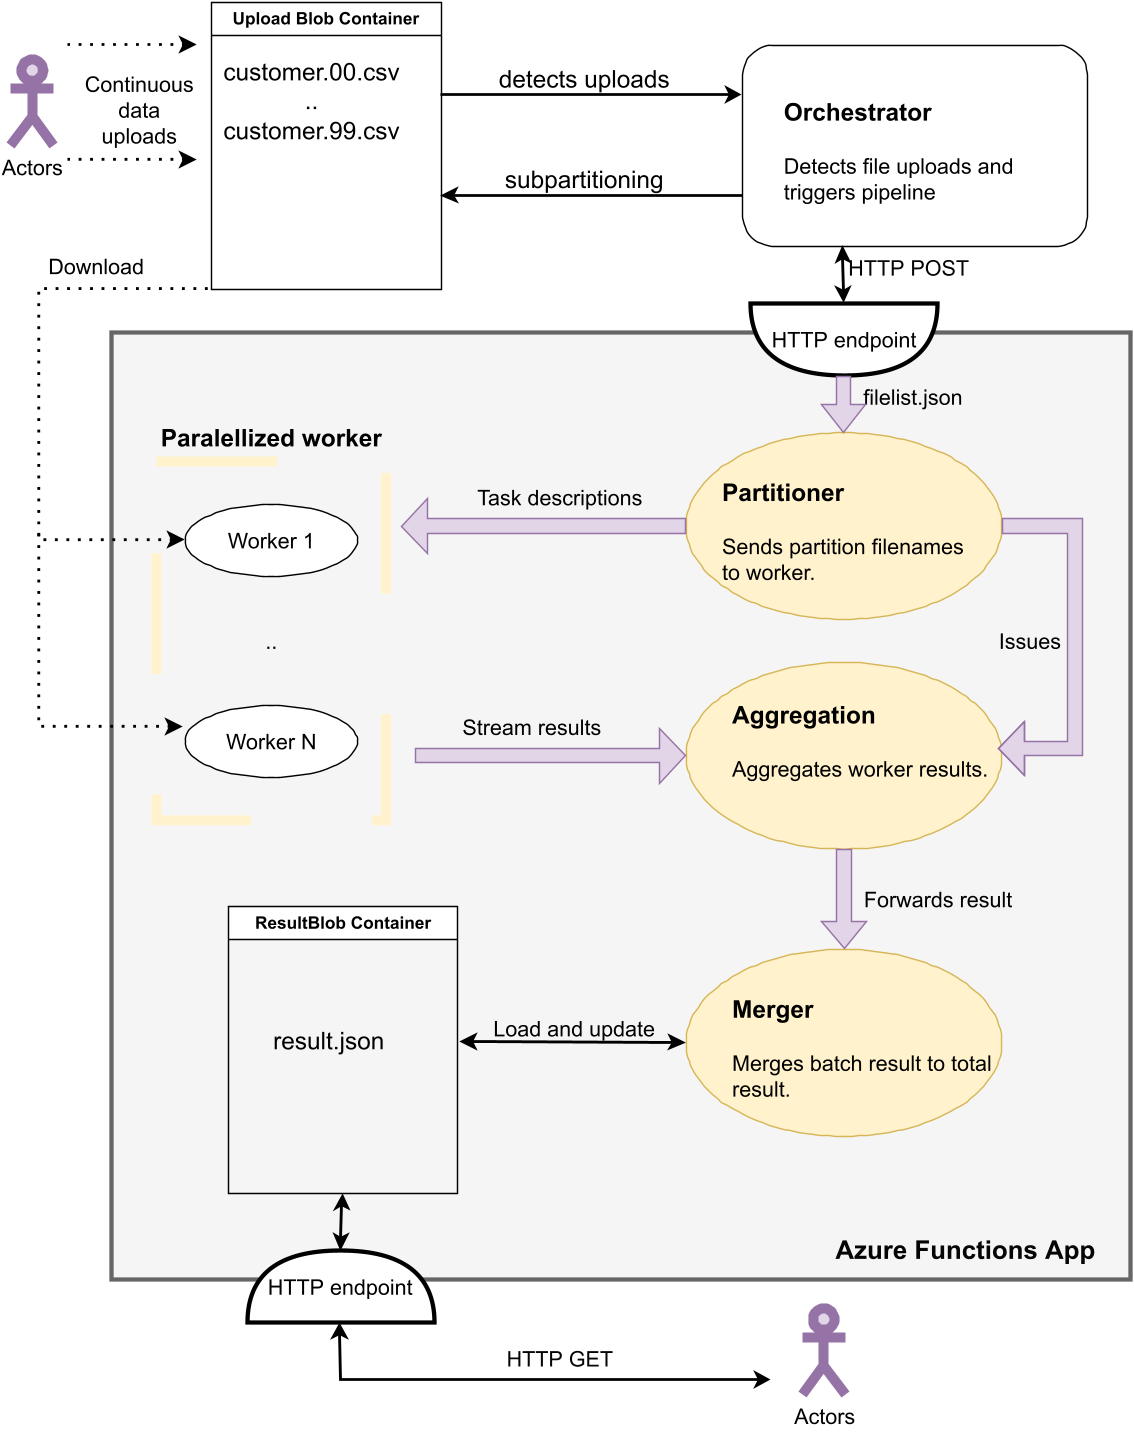 Upload Blob Container
customer.00.csv
..
customer.99.csv
Continuous
data
uploads
Actors
detects uploads
subpartitioning
Orchestrator
Detects file uploads and
triggers pipeline
Download
HTTP POST
HTTP endpoint
filelist.json
Paralellized worker
Task descriptions
Partitioner
Sends partition filenames
to worker.
Worker 1
..
Worker N
Issues
Stream results
Aggregation
Aggregates worker results.
Forwards result
ResultBlob Container
result.json
Load and update
Merger
Merges batch result to total
result.
Azure Functions App
HTTP endpoint
HTTP GET
Actors